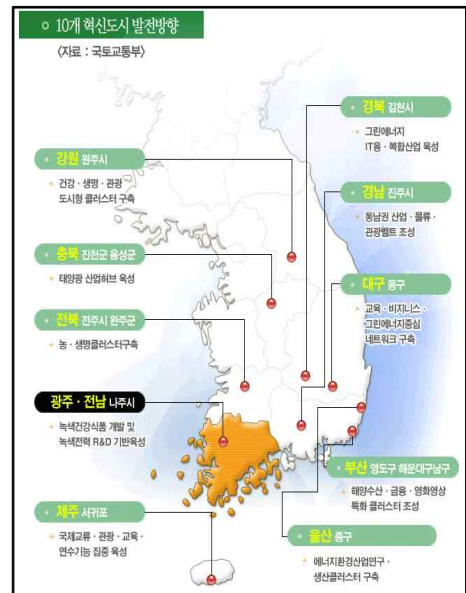 10개 혁신도시 발전방향
〈자료 : 국토교통부〉
경북 김천시
그린에너지
IT융·복합산업 육성
강원 원주시
건강·생명·관광
도시형 클러스터 구축
경남 진주시
동남권 산업·물류·
관광벨트 조성
충북 진천군 음성군
태양광 산업허브 육성
대구 동구
교육·비지니스·
그린에너지중심
네트워크 구축
전북 전주시 완주군
농·생명클러스터구축
광주·전남 나주시
녹색건강식품 개발 및
녹색전력 R&D 기반육성
부산 영도구 해운대구남구
해양수산·금융·영화영상
특화 클러스터 조성
제주 서귀포
국제교류·관광·교육·
연수기능 집중 육성
울산 중구
에너지환경산업연구·
생산클러스터 구축